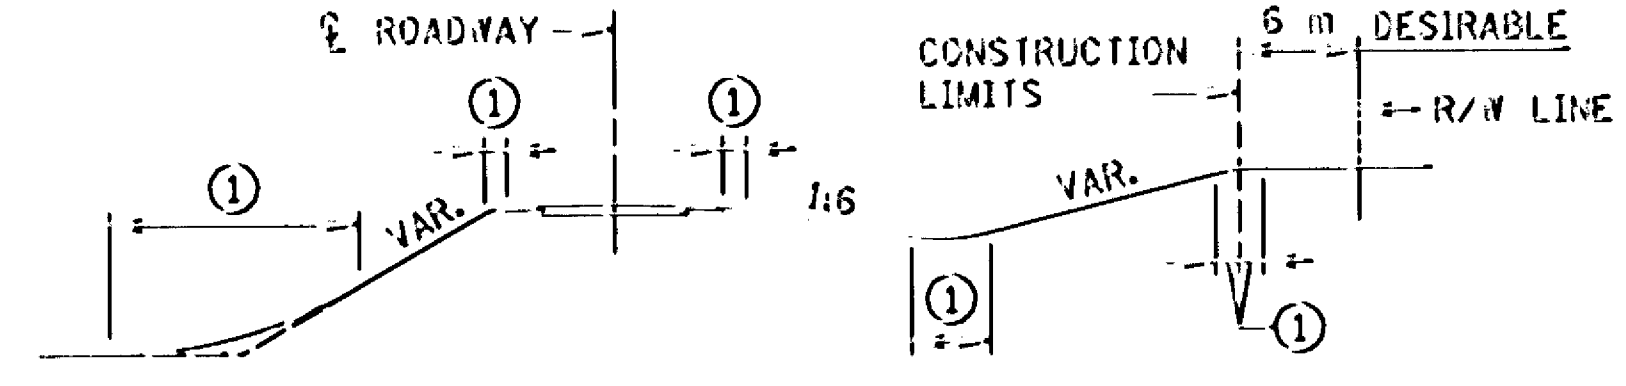 ℄ ROADWAY
1
1
1
VAR.
1:6
CONSTRUCTION
LIMITS
6 m DESIRABLE
R/W LINE
VAR.
1
1